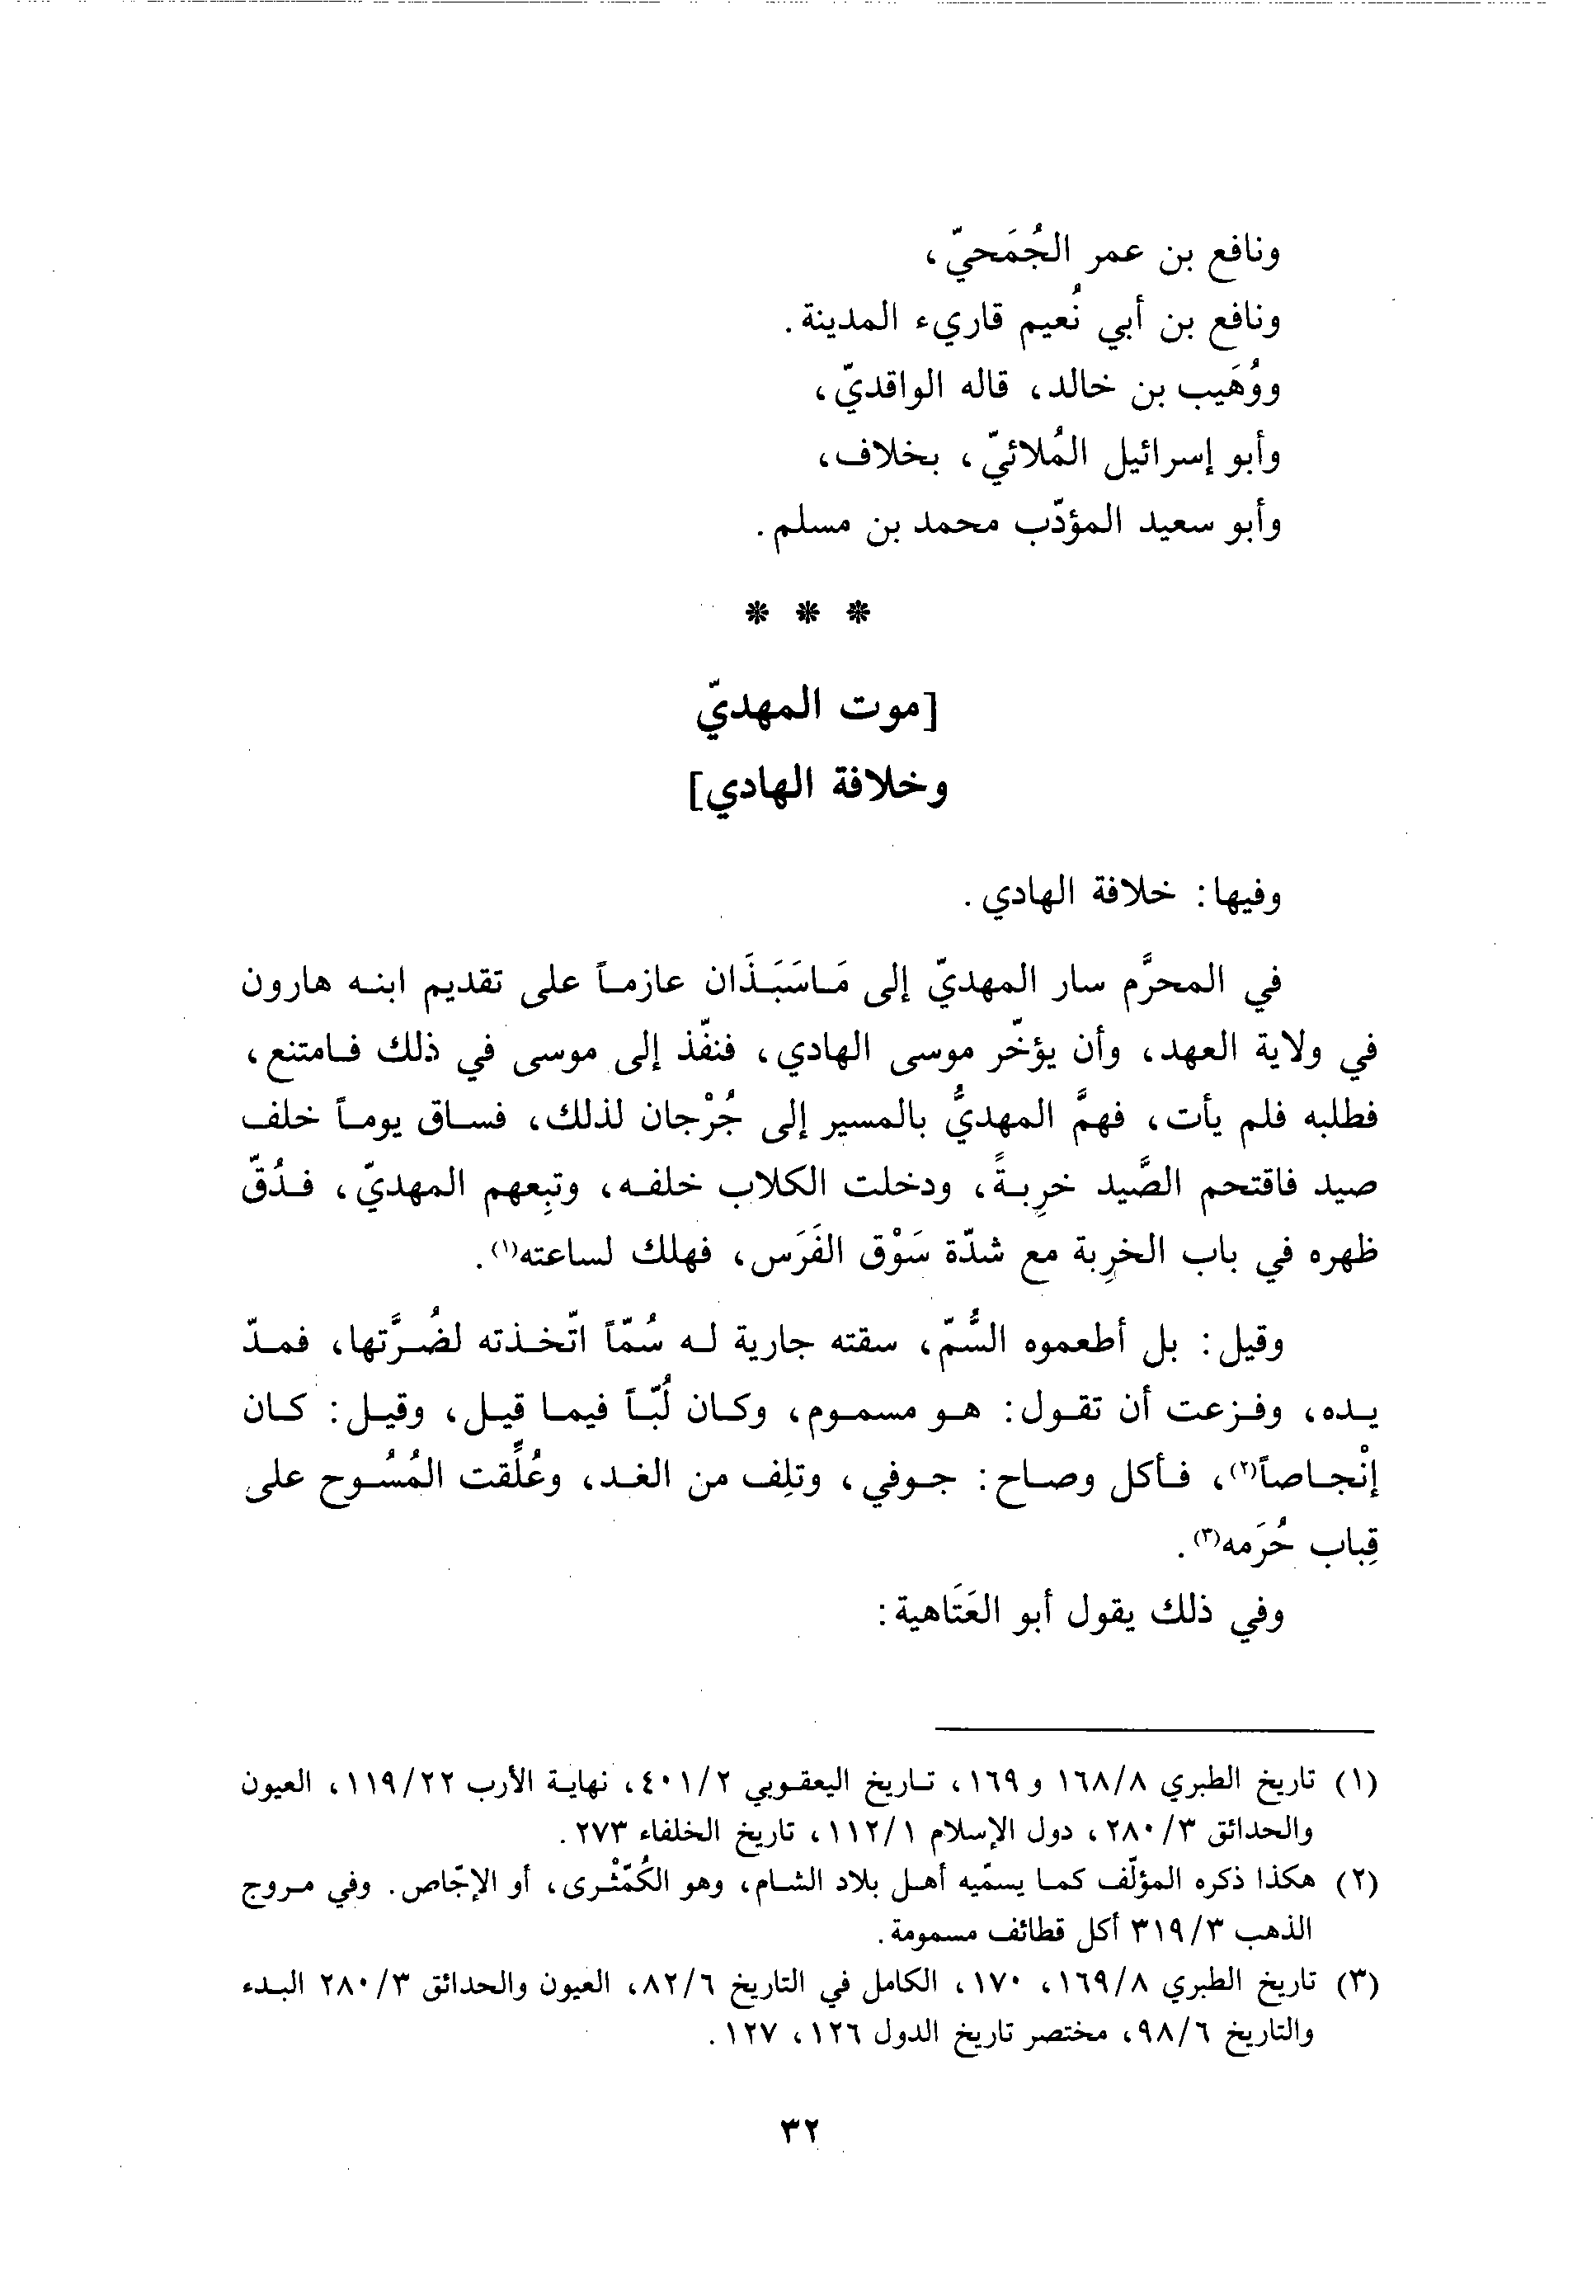 ونافع بن عمر الجُمَحيّ،
ونافع بن أبي نُعيم قاريء المدينة.
ووُهَيب بن خالد، قاله الواقديّ،
وأبو إسرائيل المُلائيّ، بخلاف،
وأبو سعيد المؤدّب محمد بن مسلم.
* * *
[موت المهديّ
وخلافة الهادي]
وفيها: خلافة الهادي.
في المحرَّم سار المهديّ إلى مَاسَبَذَان عازماً على تقديم ابنه هارون
في ولاية العهد، وأن يؤخّر موسى الهادي، فنفّذ إلى موسى في ذلك فامتنع،
فطلبه فلم يأت، فهمَّ المهديُّ بالمسير إلى جُرْجان لذلك، فساق يوماً خلف
صيد فاقتحم الصَّيد خرِبةً، ودخلت الكلاب خلفه، وتبِعهم المهديّ، فدُقّ
ظهره في باب الخرِبة مع شدّة سَوْق الفَرَس، فهلك لساعته(١).
وقيل: بل أطعموه السُّمّ، سقته جارية له سُمّاً اتّخذته لضُرَّتها، فمدّ
يده، وفزعت أن تقول: هو مسموم، وكان لُبّاً فيما قيل، وقيل: كان
إنْجاصاً(٢)، فأكل وصاح: جوفي، وتلِف من الغد، وعُلِّقت المُسُوح على
قِباب حُرَمه(٣).
وفي ذلك يقول أبو العَتَاهية:
(١) تاريخ الطبري ١٦٨/٨ و ١٦٩، تاريخ اليعقوبي ٤٠١/٢، نهاية الأرب ١١٩/٢٢، العيون
والحدائق ٢٨٠/٣، دول الإسلام ١١٢/١، تاريخ الخلفاء ٢٧٣.
(٢) هكذا ذكره المؤلّف كما يسمّيه أهل بلاد الشام، وهو الكُمّثْرى، أو الإجّاص. وفي مروج
الذهب ٣١٩/٣ أكل قطائف مسمومة.
(٣) تاريخ الطبري ١٦٩/٨، ١٧٠، الكامل في التاريخ ٨٢/٦، العيون والحدائق ٢٨٠/٣ البدء
والتاريخ ٩٨/٦، مختصر تاريخ الدول ١٢٦، ١٢٧.
٣٢